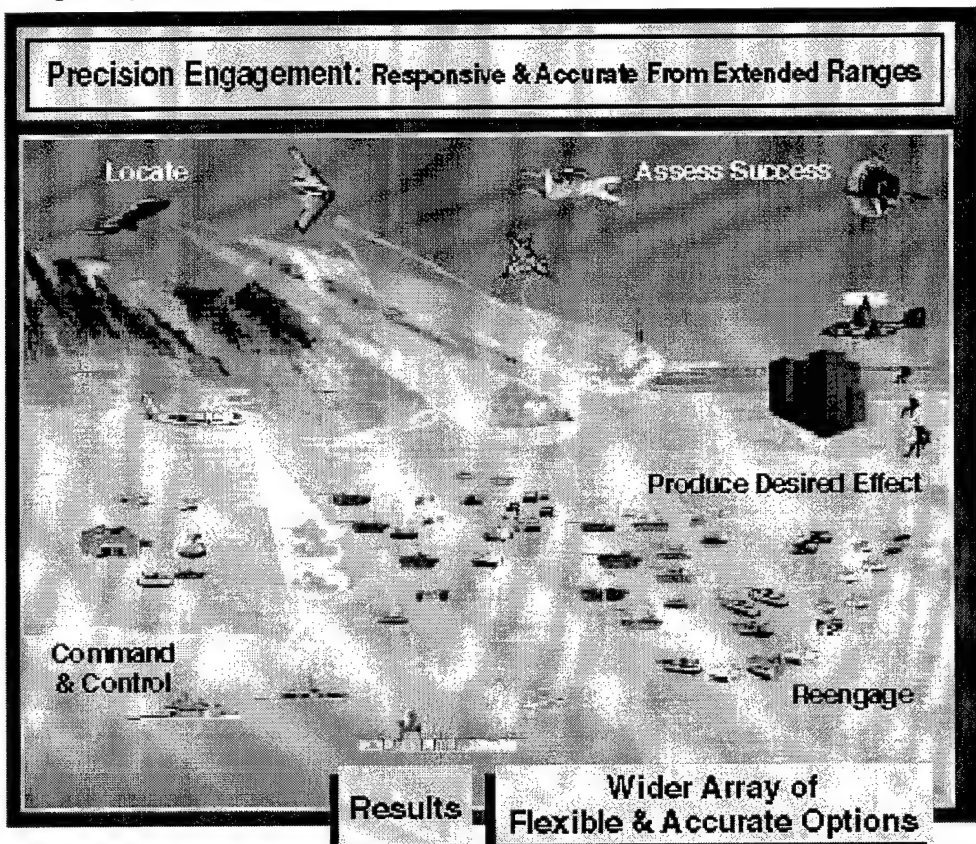 Precision Engagement: Responsive & Accurate From Extended Ranges
Locate
Assess Success
Produce Desired Effect
Command
& Control
Reengage
Results
Wider Array of
Flexible & Accurate Options